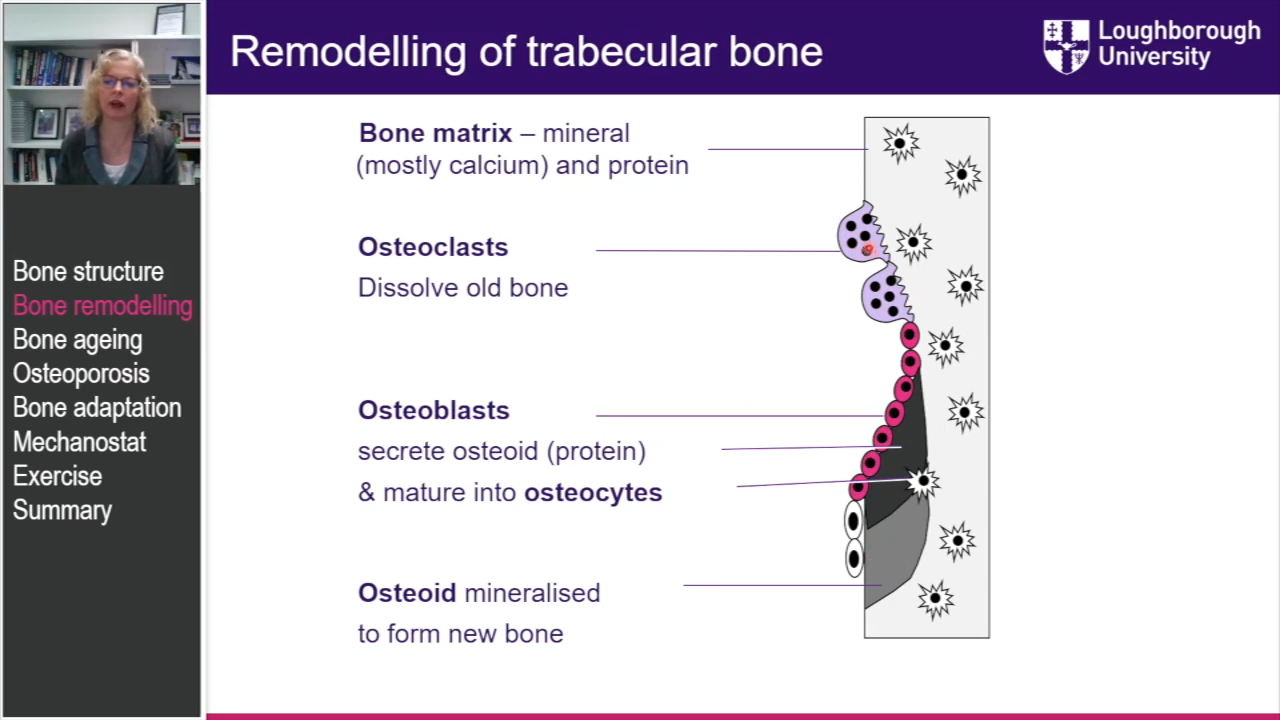 Remodelling of trabecular bone
Loughborough
University
Bone structure
Bone remodelling
Bone ageing
Osteoporosis
Bone adaptation
Mechanostat
Exercise
Summary
Bone matrix – mineral
(mostly calcium) and protein
Osteoclasts
Dissolve old bone
Osteoblasts
secrete osteoid (protein)
& mature into osteocytes
Osteoid mineralised
to form new bone